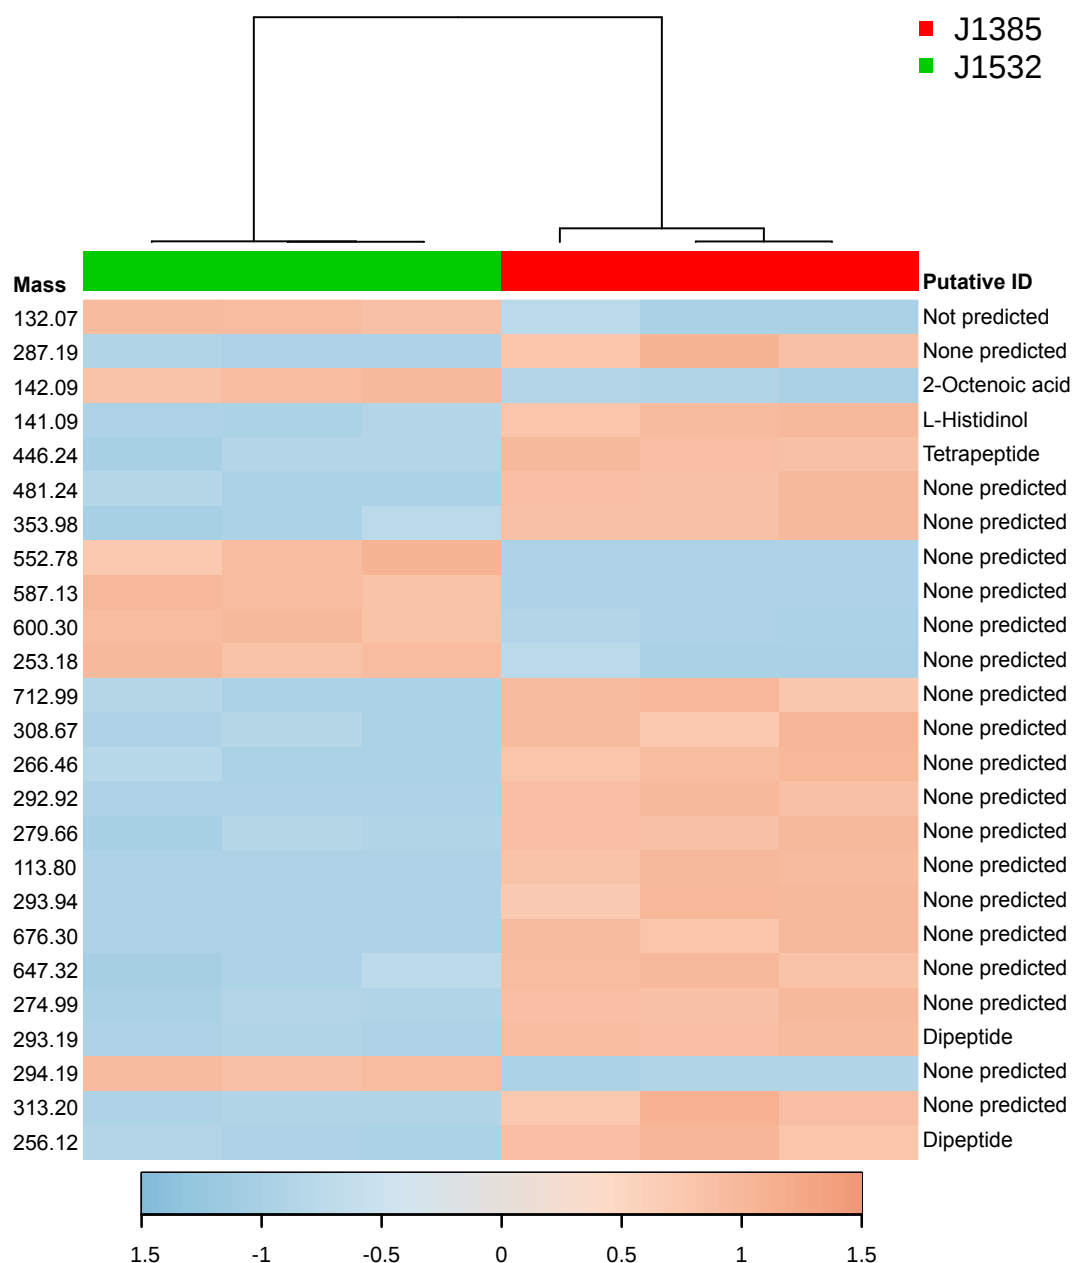 J1385
J1532
Mass Putative ID
132.07 Not predicted
287.19 None predicted
142.09 2-Octenoic acid
141.09 L-Histidinol
446.24 Tetrapeptide
481.24 None predicted
353.98 None predicted
552.78 None predicted
587.13 None predicted
600.30 None predicted
253.18 None predicted
712.99 None predicted
308.67 None predicted
266.46 None predicted
292.92 None predicted
279.66 None predicted
113.80 None predicted
293.94 None predicted
676.30 None predicted
647.32 None predicted
274.99 None predicted
293.19 Dipeptide
294.19 None predicted
313.20 None predicted
256.12 Dipeptide
1.5 -1 -0.5 0 0.5 1 1.5